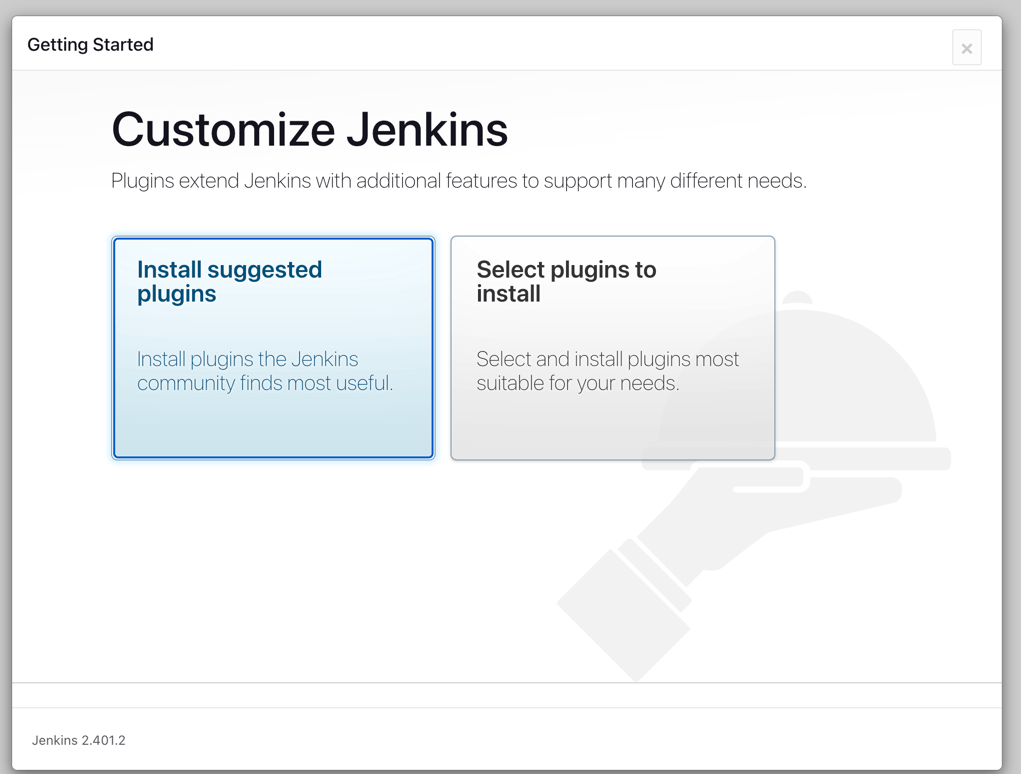 Getting Started
×
Customize Jenkins
Plugins extend Jenkins with additional features to support many different needs.
Install suggested
plugins
Install plugins the Jenkins
community finds most useful.
Select plugins to
install
Select and install plugins most
suitable for your needs.
Jenkins 2.401.2